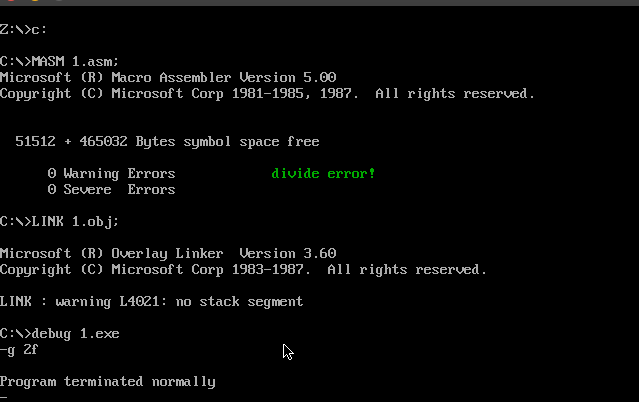 Z:\>c:
C:\>MASM 1.asm;
Microsoft (R) Macro Assembler Version 5.00
Copyright (C) Microsoft Corp 1981-1985, 1987.  All rights reserved.
51512 + 465032 Bytes symbol space free
0 Warning Errors divide error!
0 Severe  Errors
C:\>LINK 1.obj;
Microsoft (R) Overlay Linker  Version 3.60
Copyright (C) Microsoft Corp 1983-1987.  All rights reserved.
LINK : warning L4021: no stack segment
C:\>debug 1.exe
-g 2f
Program terminated normally
-